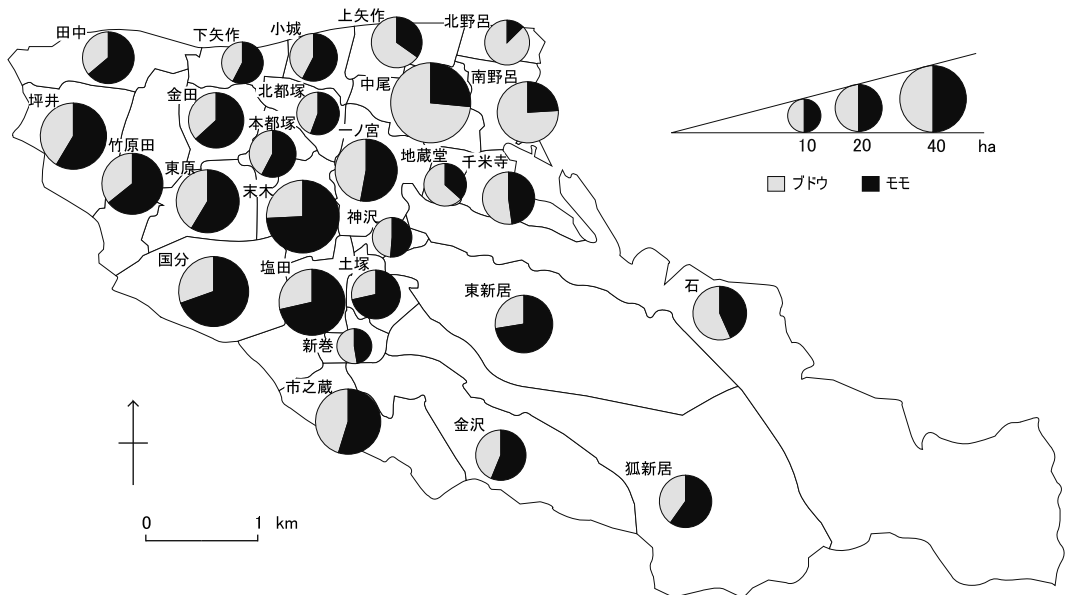 上矢作
北野呂
田中
下矢作
小城
中尾
南野呂
坪井
金田
北都塚
本都塚
一ノ宮
竹原田
東原
地蔵堂
千米寺
末木
神沢
国分
塩田
土塚
東新居
石
新巻
市之蔵
金沢
狐新居
10 20 40 ha
ブドウ モモ
0 1 km